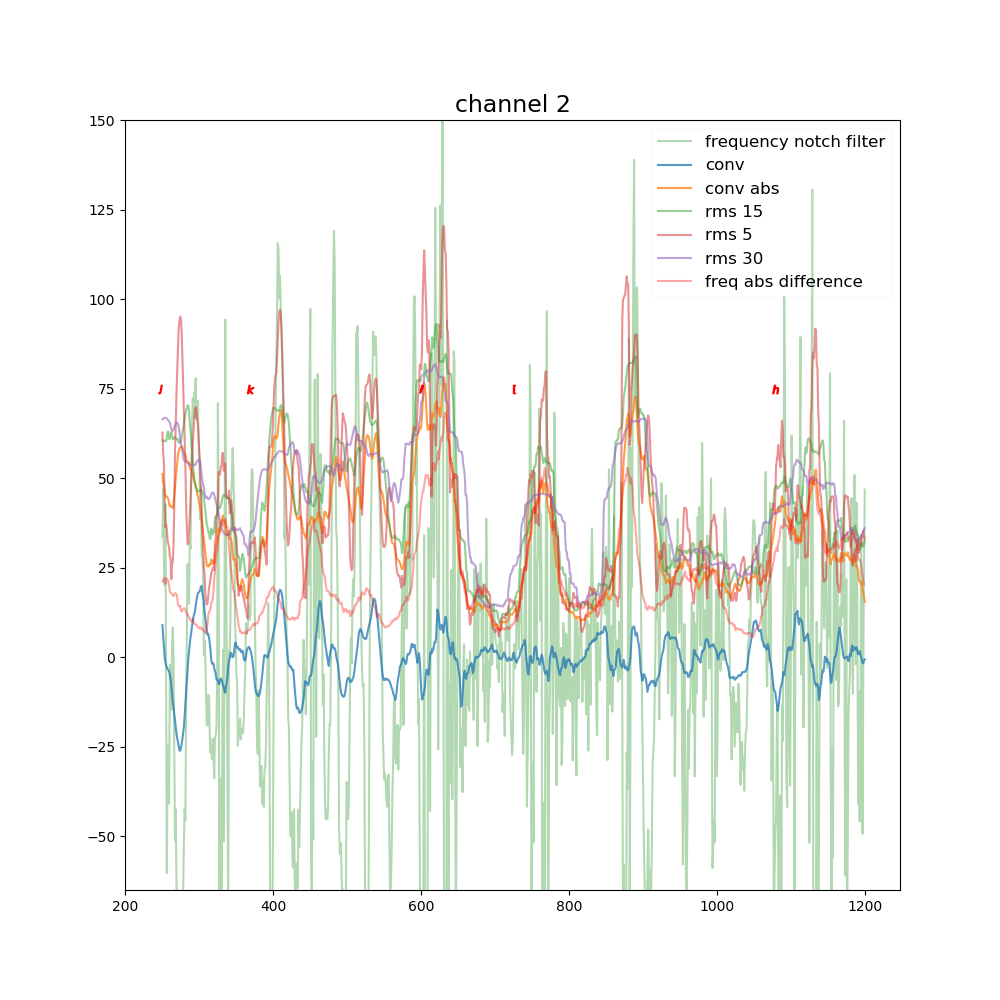 channel 2
150
125
100
75
50
25
0
−25
−50
200
400
600
800
1000
1200
frequency notch filter
conv
conv abs
rms 15
rms 5
rms 30
freq abs difference
k
h